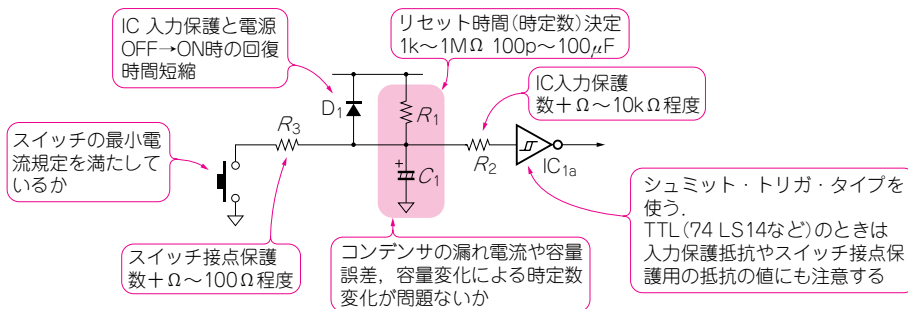 IC 入力保護と電源
OFF→ON時の回復
時間短縮
リセット時間(時定数)決定
1k～1MΩ 100p～100μF
IC入力保護
数十Ω～10kΩ程度
D1
R1
R3
スイッチの最小電
流規定を満たして
いるか
+
C1
R2
IC1a
シュミット・トリガ・タイプを
使う.
TTL(74 LS14など)のときは
入力保護抵抗やスイッチ接点保
護用の抵抗の値にも注意する
スイッチ接点保護
数十Ω～100Ω程度
コンデンサの漏れ電流や容量
誤差，容量変化による時定数
変化が問題ないか